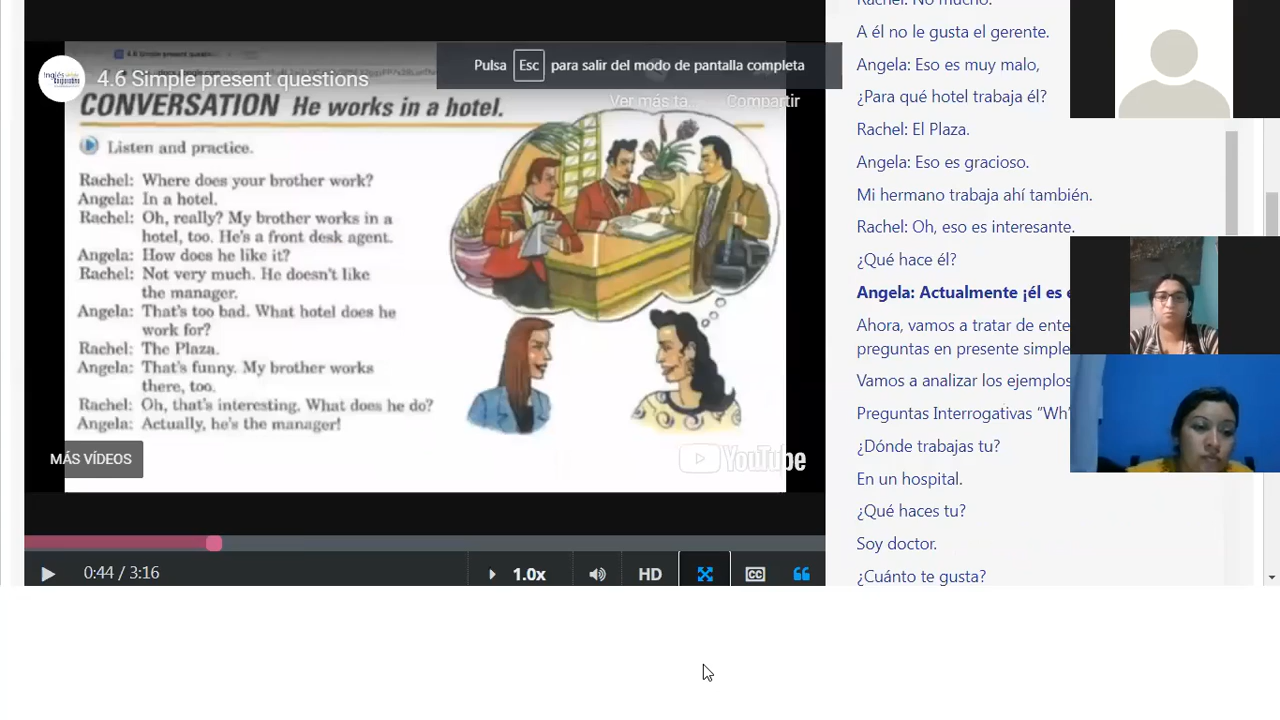 Pulsa Esc para salir del modo de pantalla completa
4.6 Simple present questions
Ver más ta... Compartir
CONVERSATION He works in a hotel.
Listen and practice.
Rachel: Where does your brother work?
Angela: In a hotel.
Rachel: Oh, really? My brother works in a
hotel, too. He's a front desk agent.
Angela: How does he like it?
Rachel: Not very much. He doesn't like
the manager.
Angela: That's too bad. What hotel does he
work for?
Rachel: The Plaza.
Angela: That's funny. My brother works
there, too.
Rachel: Oh, that's interesting. What does he do?
Angela: Actually, he's the manager!
MÁS VÍDEOS
YouTube
0:44 / 3:16
1.0x
HD
CC
Rachel: No mucho.
A él no le gusta el gerente.
Angela: Eso es muy malo,
¿Para qué hotel trabaja él?
Rachel: El Plaza.
Angela: Eso es gracioso.
Mi hermano trabaja ahí también.
Rachel: Oh, eso es interesante.
¿Qué hace él?
Angela: Actualmente ¡él es
Ahora, vamos a tratar de
preguntas en presente simple
Vamos a analizar los ejemplos
Preguntas Interrogativas “Wh”
¿Dónde trabajas tu?
En un hospital.
¿Qué haces tu?
Soy doctor.
¿Cuánto te gusta?